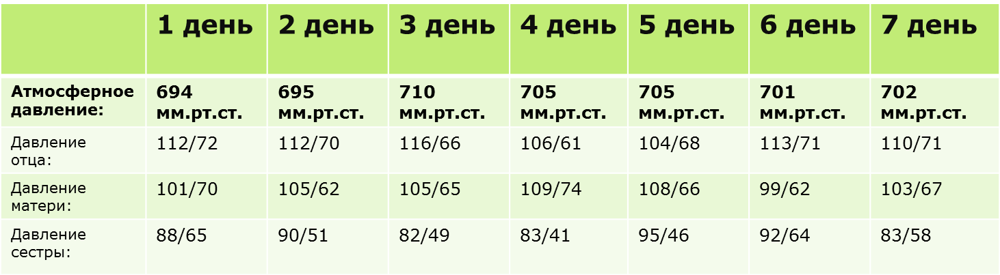 1 день 2 день 3 день 4 день 5 день 6 день 7 день
Атмосферное давление: 694 мм.рт.ст. 695 мм.рт.ст. 710 мм.рт.ст. 705 мм.рт.ст. 705 мм.рт.ст. 701 мм.рт.ст. 702 мм.рт.ст.
Давление отца: 112/72 112/70 116/66 106/61 104/68 113/71 110/71
Давление матери: 101/70 105/62 105/65 109/74 108/66 99/62 103/67
Давление сестры: 88/65 90/51 82/49 83/41 95/46 92/64 83/58